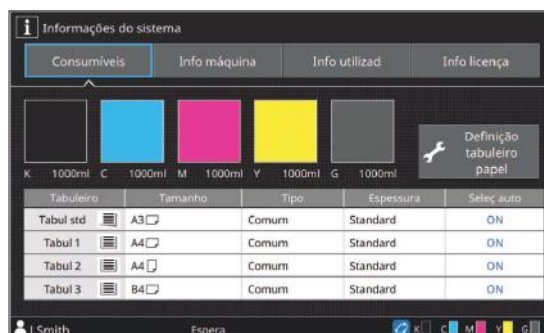 i Informações do sistema
Consumíveis Info máquina Info utilizad Info licença
Definição
tabuleiro
papel
K 1000ml C 1000ml M 1000ml Y 1000ml G 1000ml
Tabuleiro Tamanho Tipo Espessura Seleç auto
Tabul std A3 Comum Standard ON
Tabul 1 A4 Comum Standard ON
Tabul 2 A4 Comum Standard ON
Tabul 3 B4 Comum Standard ON
J.Smith Espera K C M Y G